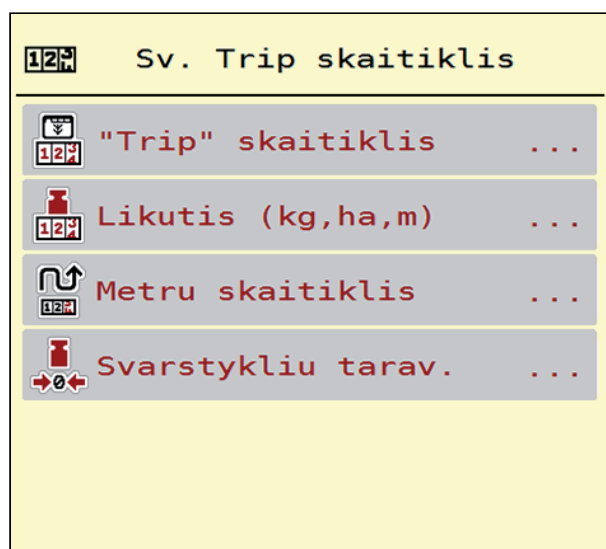 Sv. Trip skaitiklis
"Trip" skaitiklis ...
Likutis (kg,ha,m) ...
Metru skaitiklis ...
Svarstykliu tarav. ...